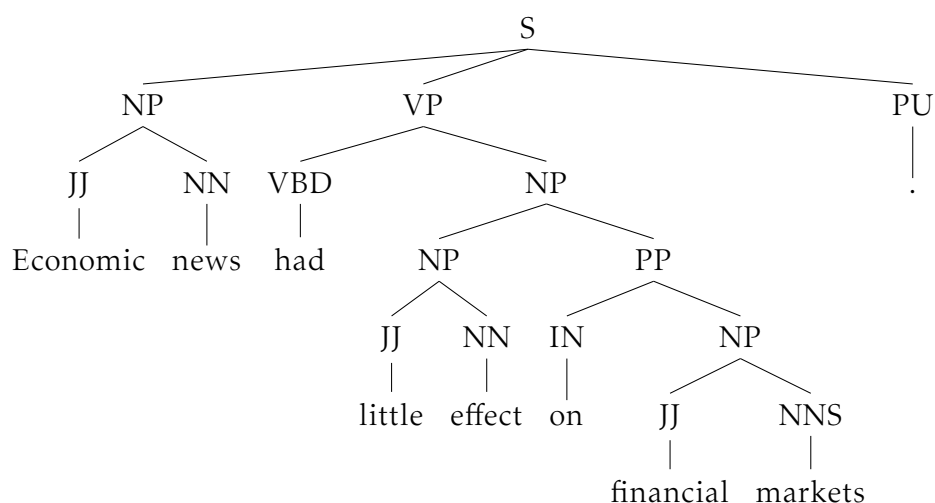 S
NP VP PU
JJ NN VBD NP .
Economic news had NP PP
JJ NN IN NP
little effect on JJ NNS
financial markets